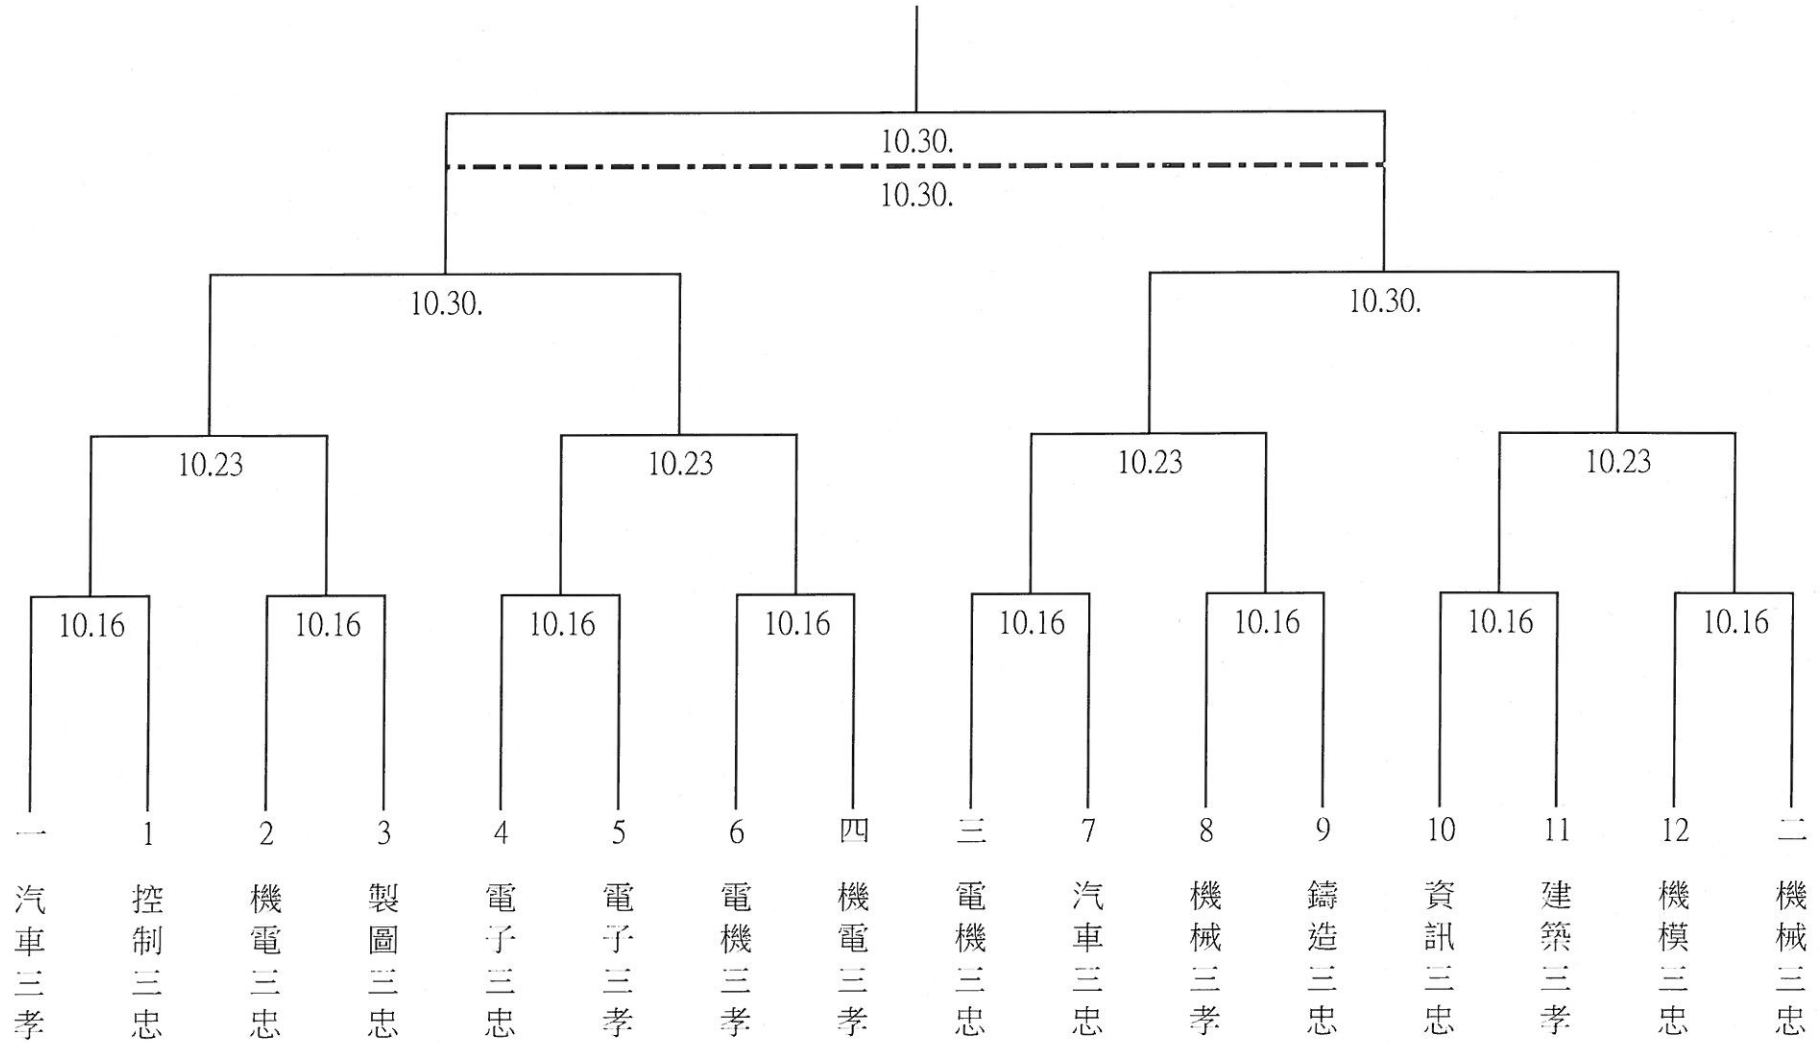 10.30.
10.30.
10.30.
10.30.
10.23
10.23
10.23
10.23
10.16
10.16
10.16
10.16
10.16
10.16
10.16
10.16
一
1
2
3
4
5
6
四
三
7
8
9
10
11
12
二
汽車三孝
控制三忠
機電三忠
製圖三忠
電子三忠
電子三孝
電機三孝
機電三孝
電機三忠
汽車三忠
機械三孝
鑄造三忠
資訊三忠
建築三孝
機模三忠
機械三忠